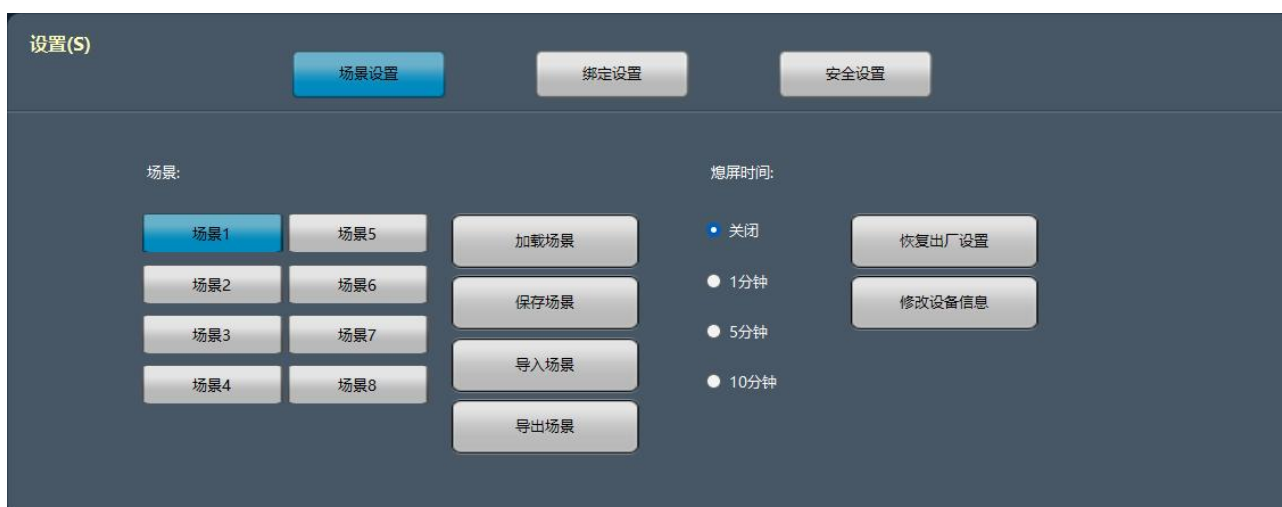 设置(S)
场景设置 绑定设置 安全设置
场景: 熄屏时间:
场景1 场景5 加载场景 关闭 恢复出厂设置
场景2 场景6 保存场景 1分钟 修改设备信息
场景3 场景7 导入场景 5分钟
场景4 场景8 导出场景 10分钟